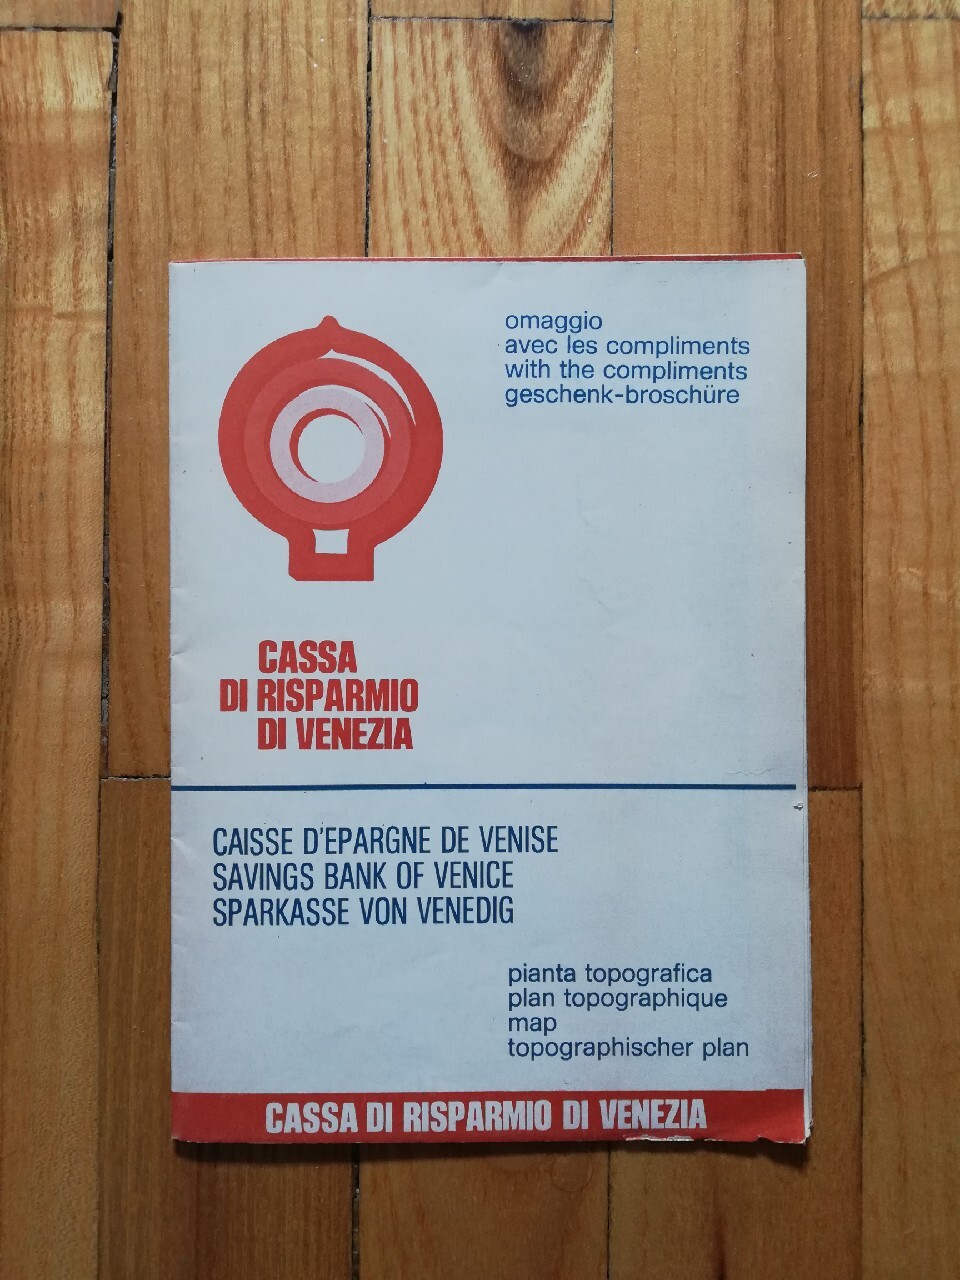 omaggio
avec les compliments
with the compliments
geschenk-broschüre
CASSA
DI RISPARMIO
DI VENEZIA
CAISSE D'EPARGNE DE VENISE
SAVINGS BANK OF VENICE
SPARKASSE VON VENEDIG
pianta topografica
plan topographique
map
topographischer plan
CASSA DI RISPARMIO DI VENEZIA